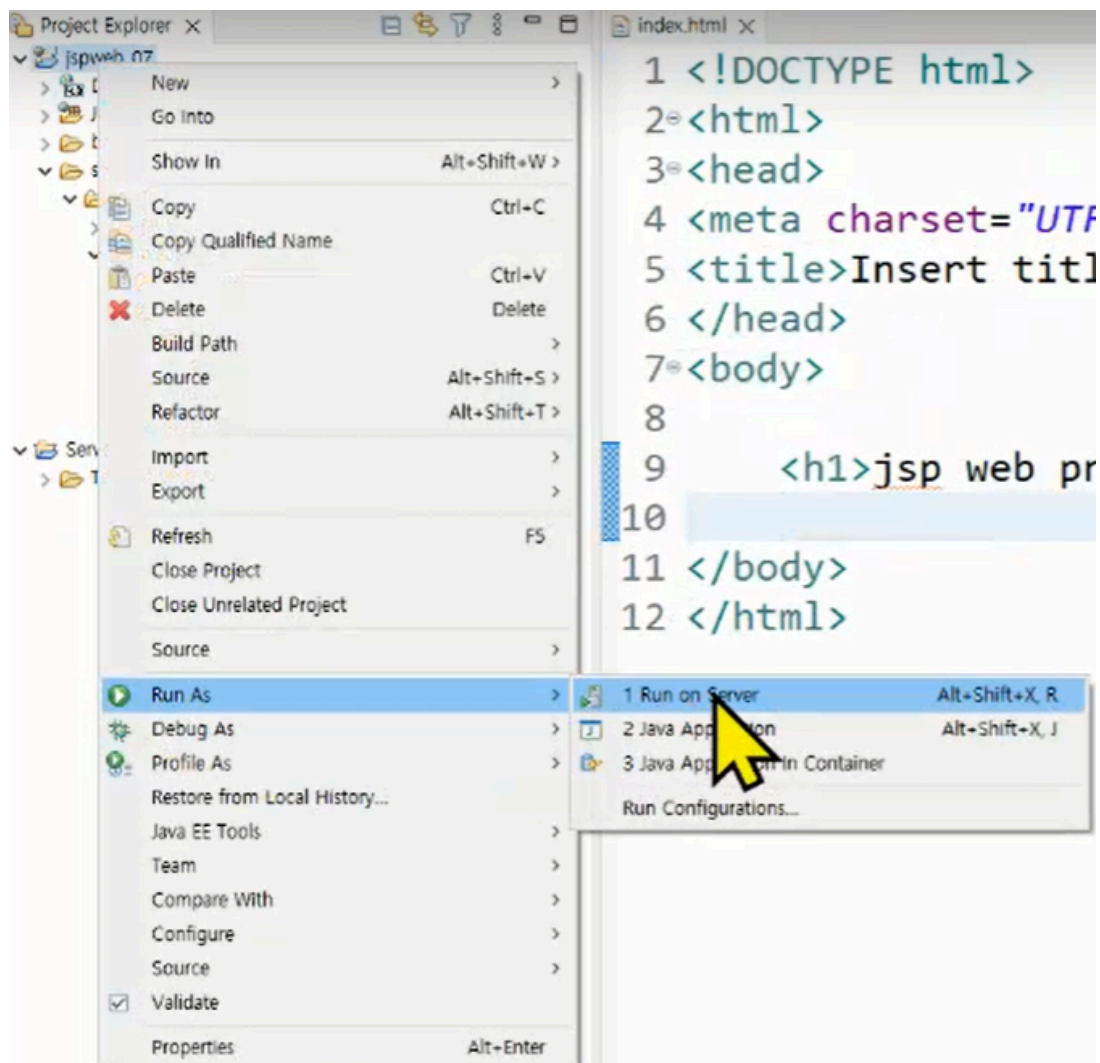 Project Explorer
jspweb_07
Serv
New
Go Into
Show In Alt+Shift+W
Copy Ctrl+C
Copy Qualified Name
Paste Ctrl+V
Delete Delete
Build Path
Source Alt+Shift+S
Refactor Alt+Shift+T
Import
Export
Refresh F5
Close Project
Close Unrelated Project
Source
Run As
Debug As
Profile As
Restore from Local History...
Java EE Tools
Team
Compare With
Configure
Source
Validate
Properties Alt+Enter
1 Run on Server Alt+Shift+X, R
2 Java App on Alt+Shift+X, J
3 Java App on In Container
Run Configurations...
index.html
1 <!DOCTYPE html>
2 <html>
3 <head>
4 <meta charset="UTF
5 <title>Insert titl
6 </head>
7 <body>
8
9 <h1>jsp web pr
10
11 </body>
12 </html>